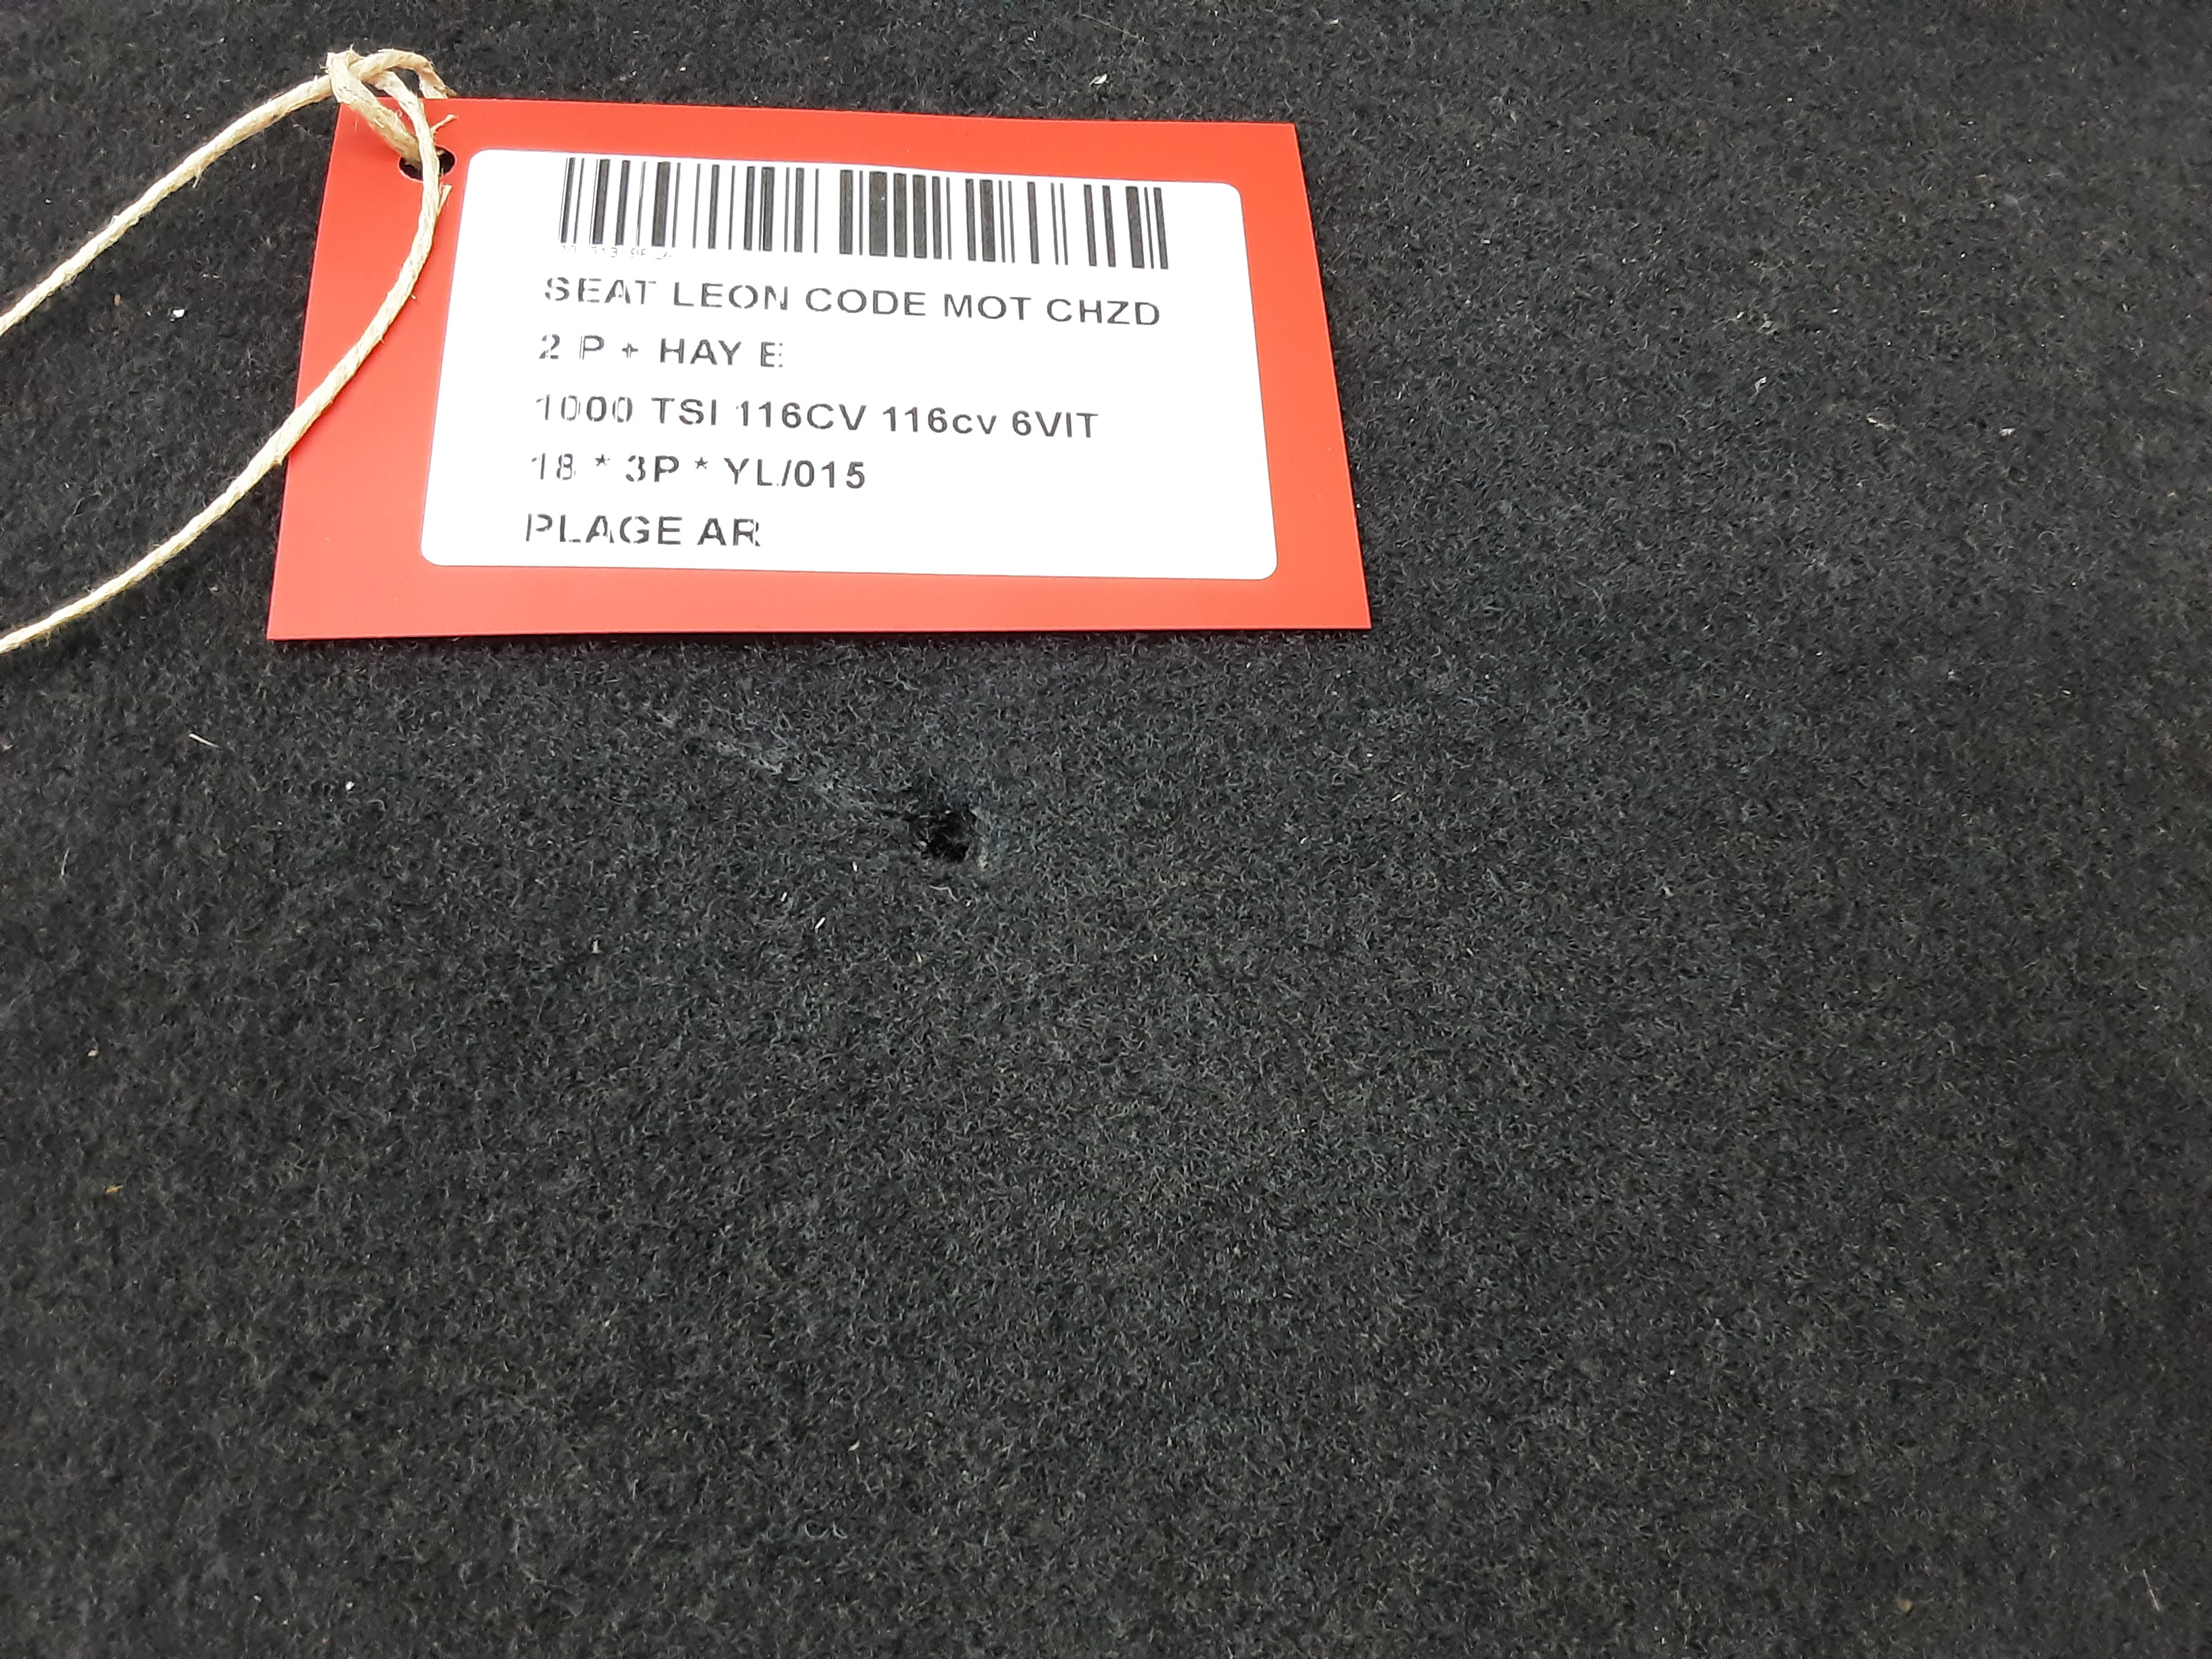 SEAT LEON CODE MOT CHZD
2 P + HAY E
1000 TSI 116CV 116cv 6VIT
18 * 3P * YL/015
PLAGE AR